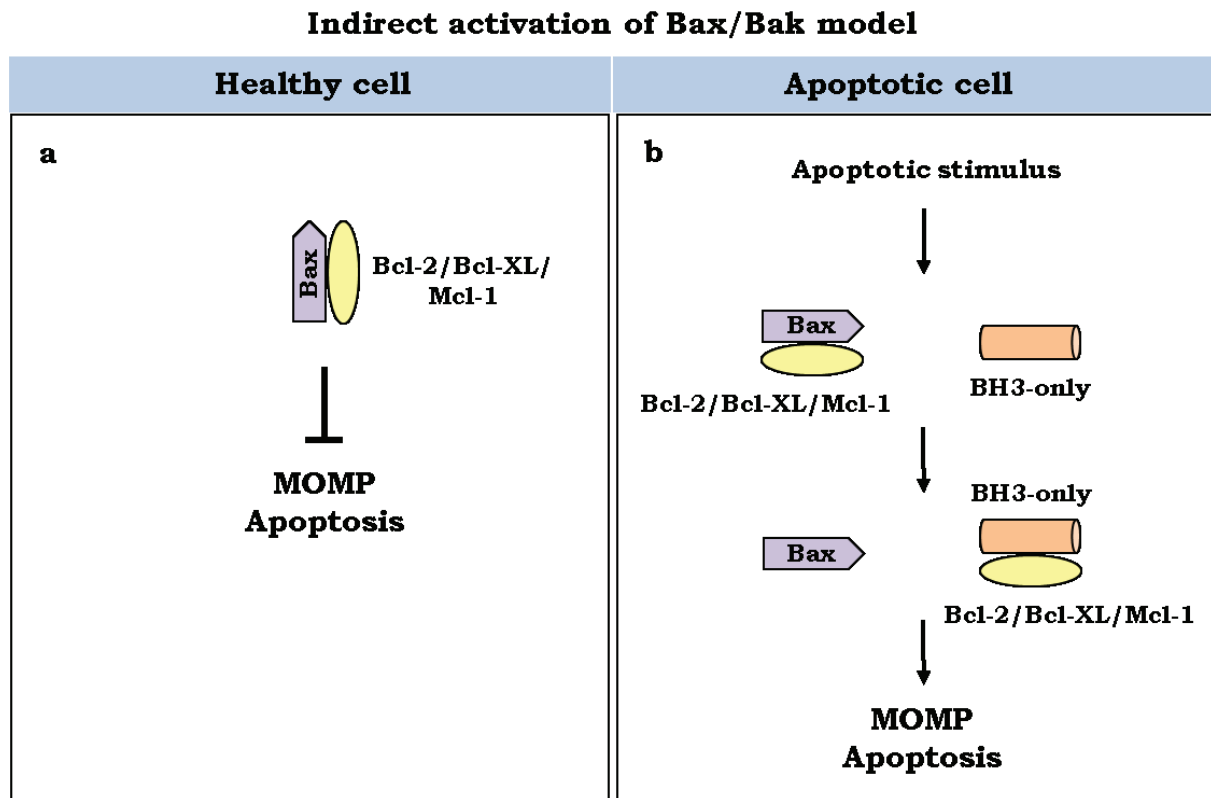 Indirect activation of Bax/Bak model
Healthy cell
Apoptotic cell
a
Bax
Bcl-2/Bcl-XL/
Mcl-1
MOMP
Apoptosis
b
Apoptotic stimulus
Bax
Bcl-2/Bcl-XL/Mcl-1
BH3-only
BH3-only
Bax
Bcl-2/Bcl-XL/Mcl-1
MOMP
Apoptosis